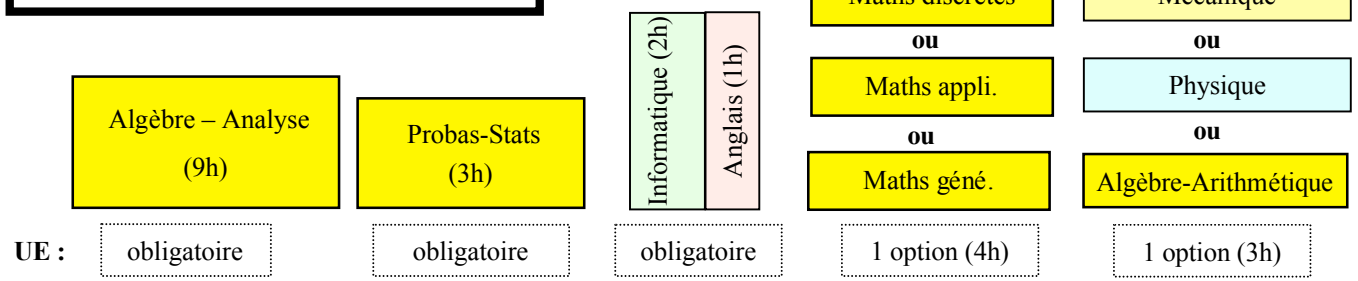 Maths discrètes
Mécanique
ou
ou
Informatique (2h)
Anglais (1h)
Maths appli.
Physique
Algèbre – Analyse
(9h)
Probas-Stats
(3h)
ou
ou
Maths géné.
Algèbre-Arithmétique
UE :
obligatoire
obligatoire
obligatoire
1 option (4h)
1 option (3h)